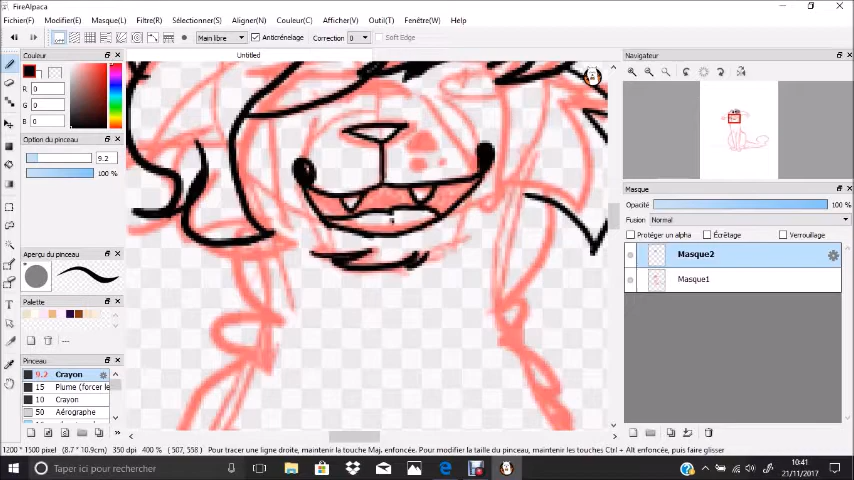 FireAlpaca
Fichier(F) Modifier(E) Masque(L) Filtre(R) Sélectionner(S) Aligner(N) Couleur(C) Afficher(V) Outil(T) Fenêtre(W) Help
Main libre Anticrénelage Correction 0 Soft Edge
Untitled
Couleur
R 0
G 0
B 0
Option du pinceau
9.2
100 %
Aperçu du pinceau
Palette
---
Pinceau
9.2 Crayon
15 Plume (forcer le
10 Crayon
50 Aérographe
Navigateur
Masque
Opacité 100 %
Fusion Normal
Protéger un alpha Écrêtage Verrouillage
Masque2
Masque1
1200 * 1500 pixel (8.7 * 10.9cm) 350 dpi 400 % ( 507, 558 ) Pour tracer une ligne droite, maintenir la touche Maj. enfoncée. Pour modifier la taille du pinceau, maintenir les touches Ctrl + Alt enfoncée, puis faire glisser
Taper ici pour rechercher
10:41
21/11/2017